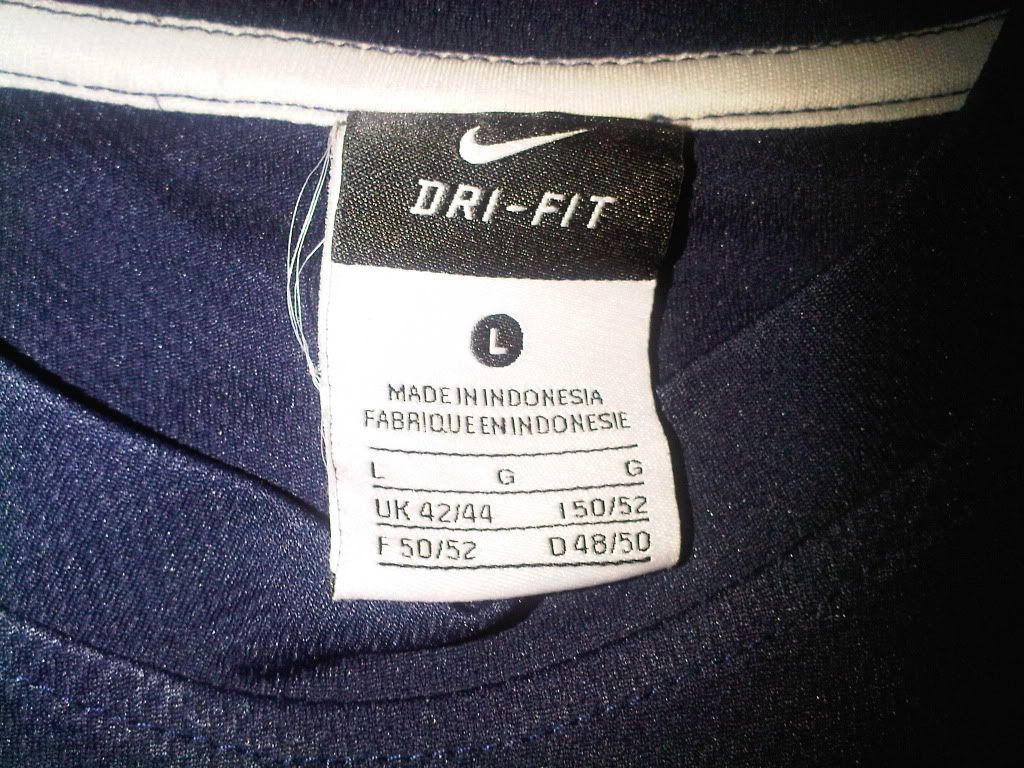 DRI-FIT
L
MADE IN INDONESIA
FABRIQUE EN INDONESIE
L G G
UK 42/44 I 50/52
F 50/52 D 48/50